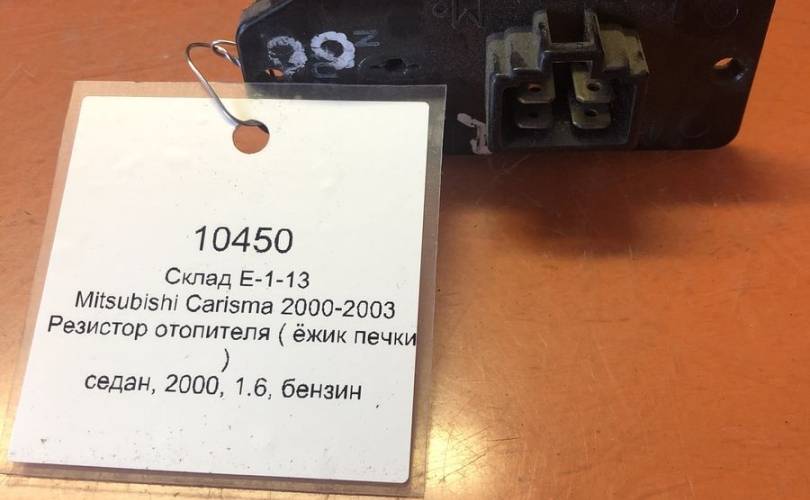 10450
Склад E-1-13
Mitsubishi Carisma 2000-2003
Резистор отопителя ( ёжик печки
)
седан, 2000, 1.6, бензин